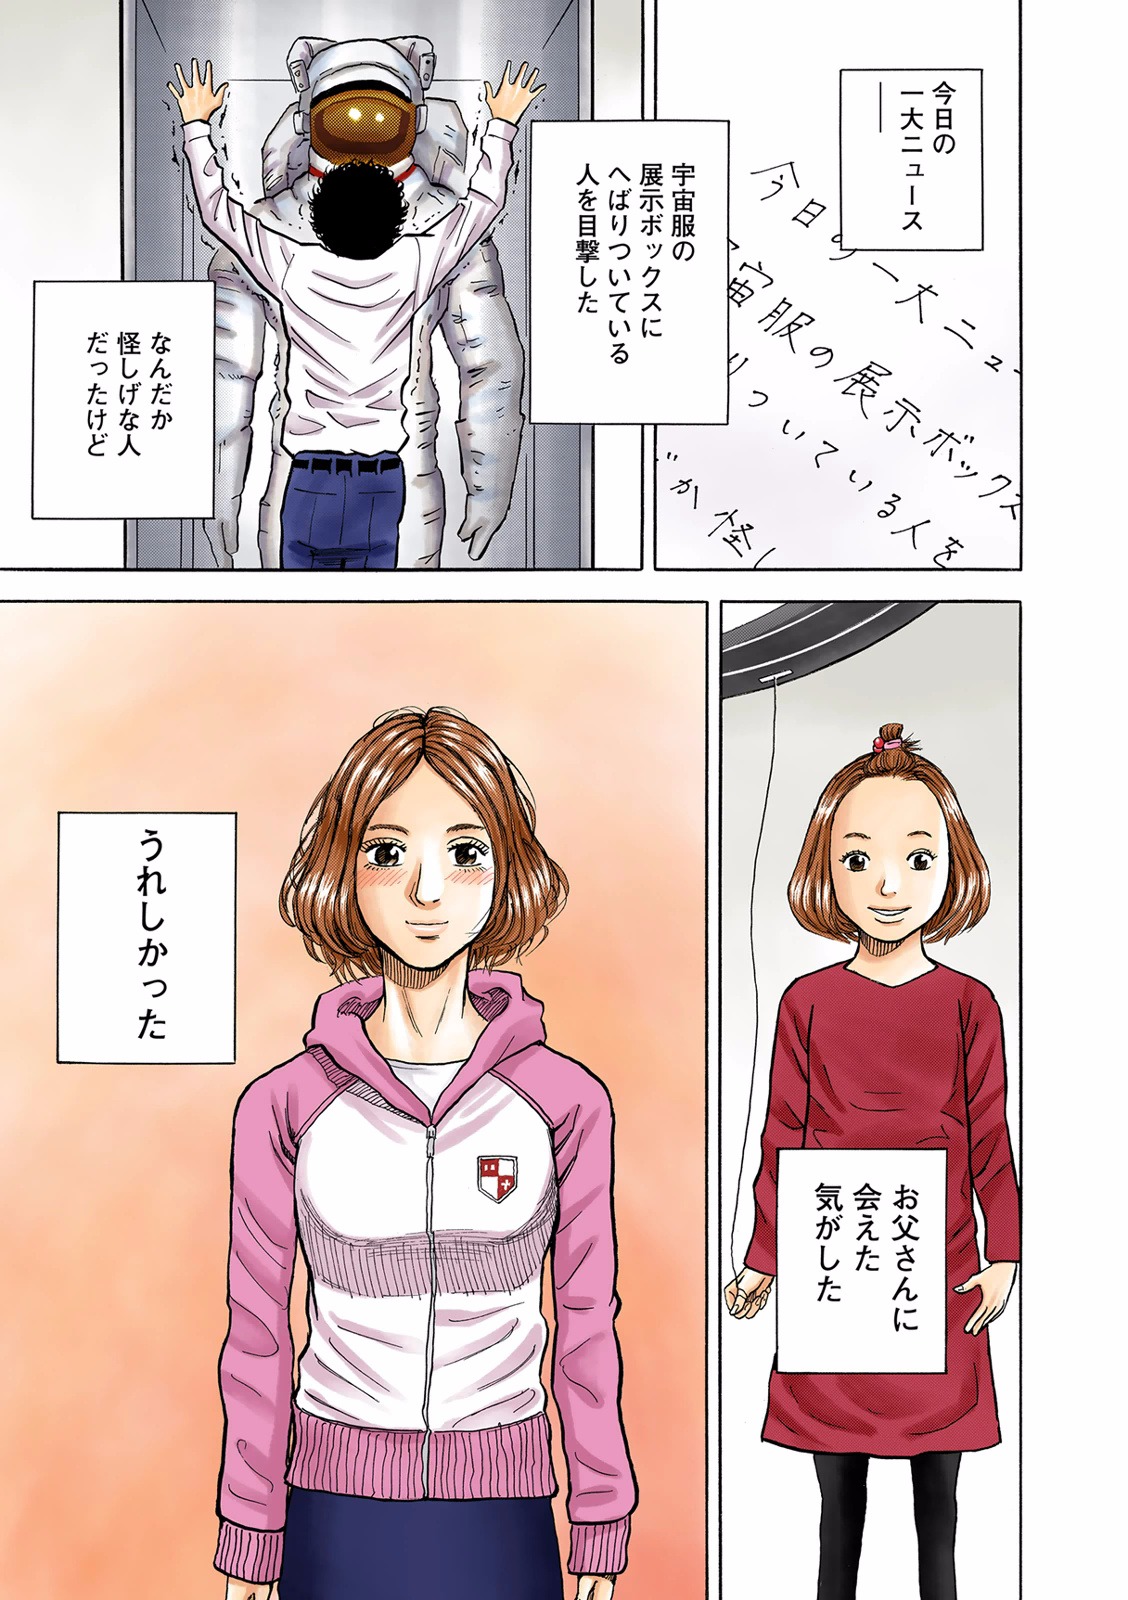 今日の
一大ニュース
――
今日の一大ニュー
宙服の展示ボックス
りついている人を
か怪し
宇宙服の
展示ボックスに
へばりついている
人を目撃した
なんだか
怪しげな人
だったけど
お父さんに
会えた
気がした
うれしかった